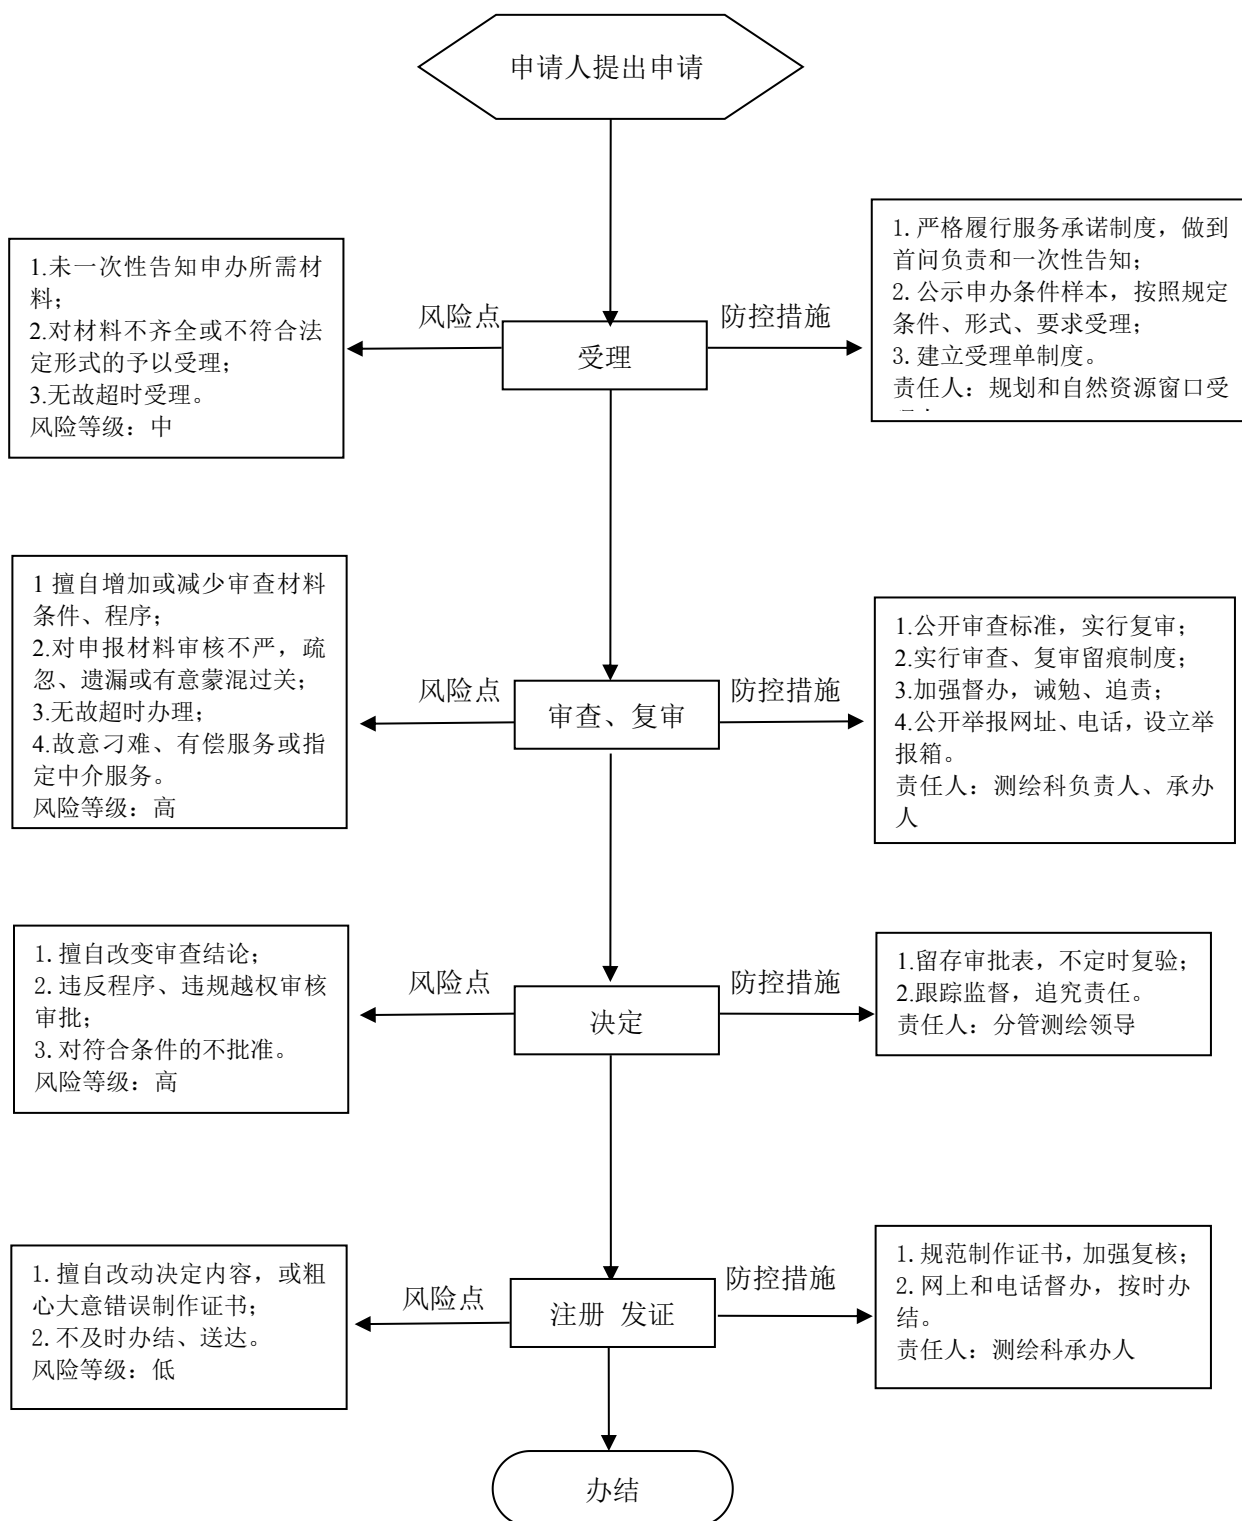 申请人提出申请
1.未一次性告知申办所需材
料；
2.对材料不齐全或不符合法
定形式的予以受理；
3.无故超时受理。
风险等级：中
风险点
受理
防控措施
1. 严格履行服务承诺制度，做到
首问负责和一次性告知；
2. 公示申办条件样本，按照规定
条件、形式、要求受理；
3. 建立受理单制度。
责任人：规划和自然资源窗口受
1 擅自增加或减少审查材料
条件、程序；
2.对申报材料审核不严，疏
忽、遗漏或有意蒙混过关；
3.无故超时办理；
4.故意刁难、有偿服务或指
定中介服务。
风险等级：高
风险点
审查、复审
防控措施
1.公开审查标准，实行复审；
2.实行审查、复审留痕制度；
3.加强督办，诫勉、追责；
4.公开举报网址、电话，设立举
报箱。
责任人：测绘科负责人、承办
人
1. 擅自改变审查结论；
2. 违反程序、违规越权审核
审批；
3. 对符合条件的不批准。
风险等级：高
风险点
决定
防控措施
1.留存审批表，不定时复验；
2.跟踪监督，追究责任。
责任人：分管测绘领导
1. 擅自改动决定内容，或粗
心大意错误制作证书；
2. 不及时办结、送达。
风险等级：低
风险点
注册 发证
防控措施
1. 规范制作证书，加强复核；
2. 网上和电话督办，按时办
结。
责任人：测绘科承办人
办结